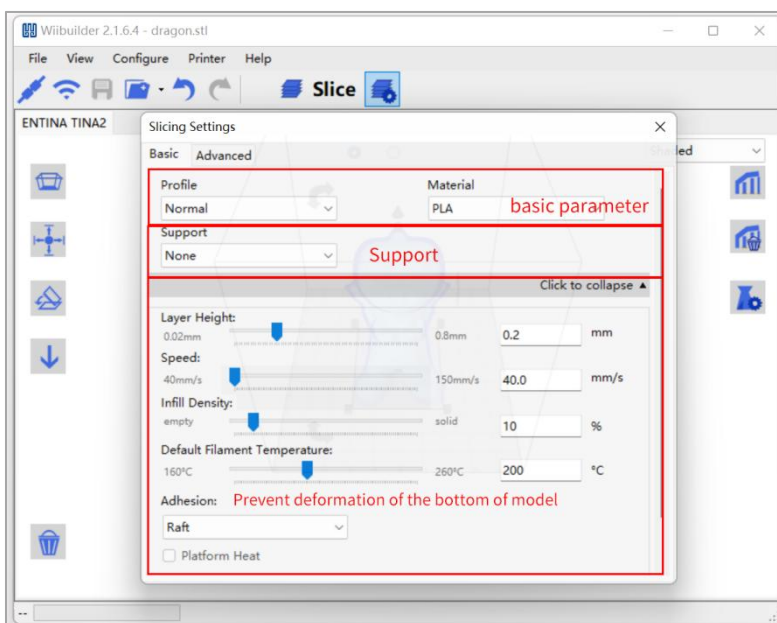 Wiibuilder 2.1.6.4 - dragon.stl
File View Configure Printer Help
Slice
ENTINA TINA2
Slicing Settings
Basic Advanced
Profile Material
Normal PLA basic parameter
Support
None Support
Click to collapse ▲
Layer Height:
0.02mm 0.8mm 0.2 mm
Speed:
40mm/s 150mm/s 40.0 mm/s
Infill Density:
empty solid 10 %
Default Filament Temperature:
160°C 260°C 200 °C
Adhesion: Prevent deformation of the bottom of model
Raft
Platform Heat
--